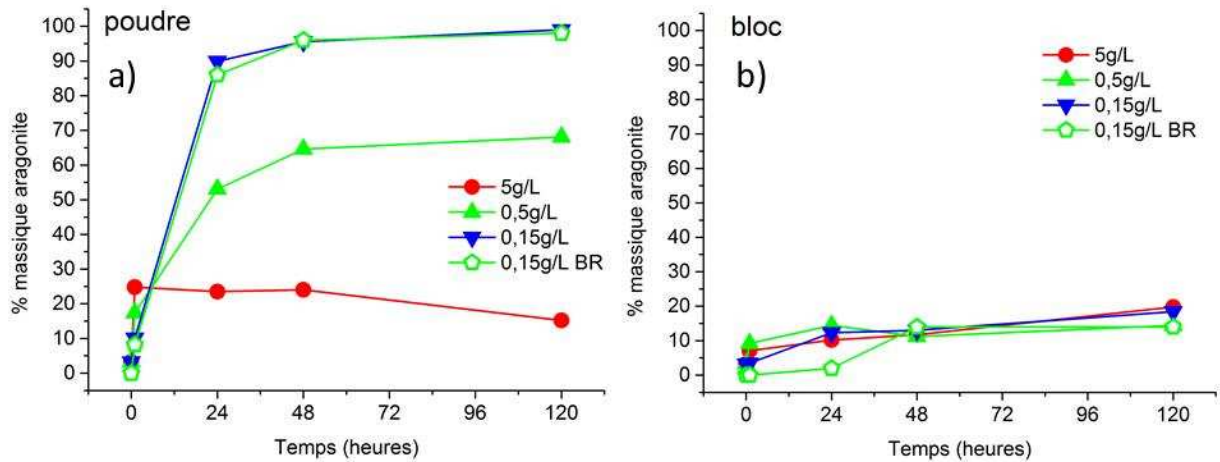 poudre
a)
% massique aragonite
100
90
80
70
60
50
40
30
20
10
0
5g/L
0,5g/L
0,15g/L
0,15g/L BR
0 24 48 72 96 120
Temps (heures)
bloc
b)
% massique aragonite
100
90
80
70
60
50
40
30
20
10
0
5g/L
0,5g/L
0,15g/L
0,15g/L BR
0 24 48 72 96 120
Temps (heures)